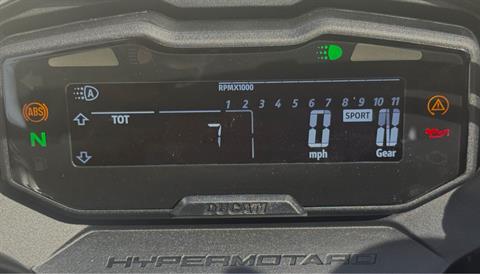 RPMX1000
A
1 2 3 4 5 6 7 8 9 10 11
ABS
TOT
SPORT
N
7
0
N
mph
Gear
DUCATI
HYPERMOTARD